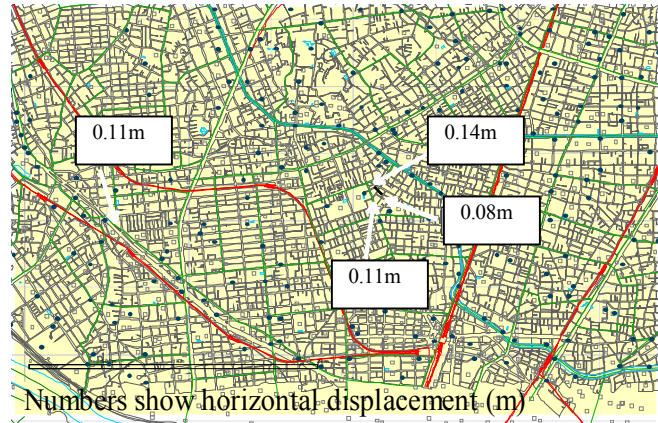 0.11m
0.14m
0.08m
0.11m
Numbers show horizontal displacement (m)